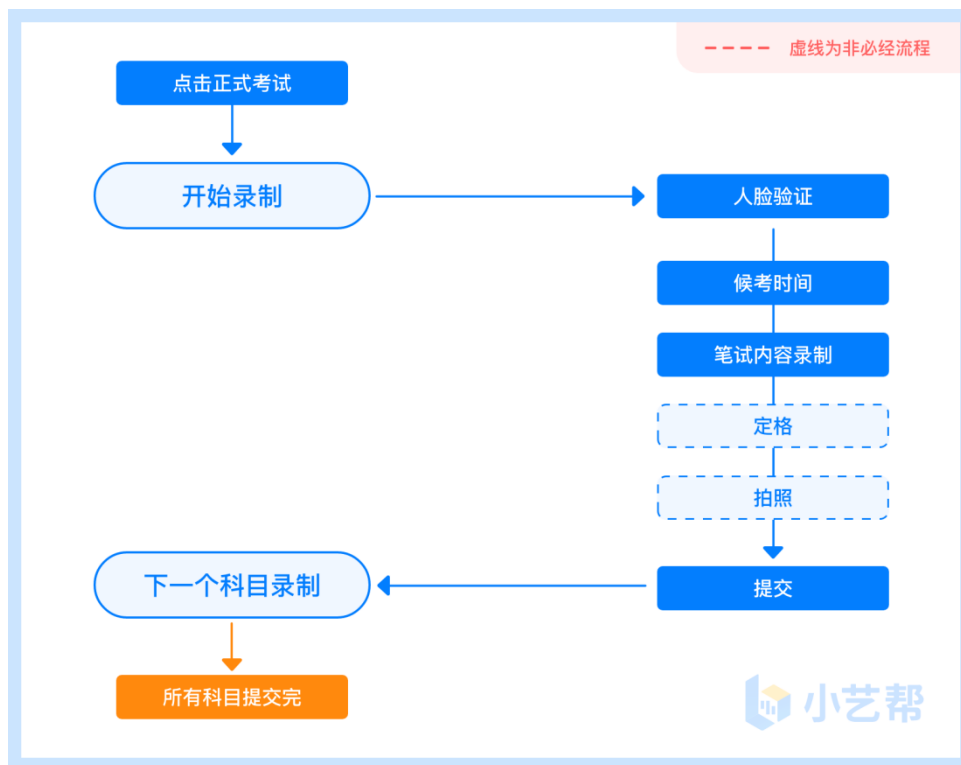 虚线为非必经流程
点击正式考试
开始录制
人脸验证
候考时间
笔试内容录制
定格
拍照
提交
下一个科目录制
所有科目提交完
小艺帮